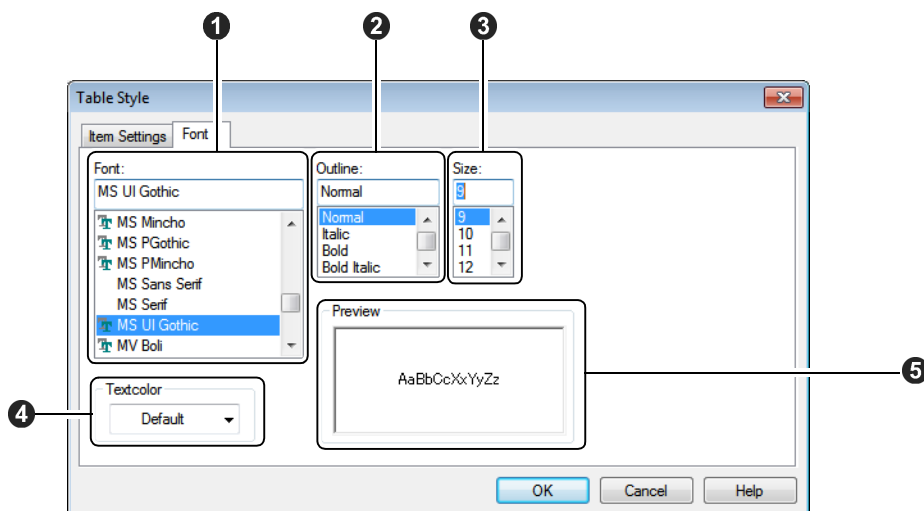 1 2 3
Table Style
Item Settings Font
Font: Outline: Size:
MS UI Gothic Normal 9
MS Mincho Normal 9
MS PGothic Italic 10
MS PMincho Bold 11
MS Sans Serif Bold Italic 12
MS Serif
MS UI Gothic
MV Boli
Preview
AaBbCcXxYyZz
5
Textcolor
4
Default
OK Cancel Help